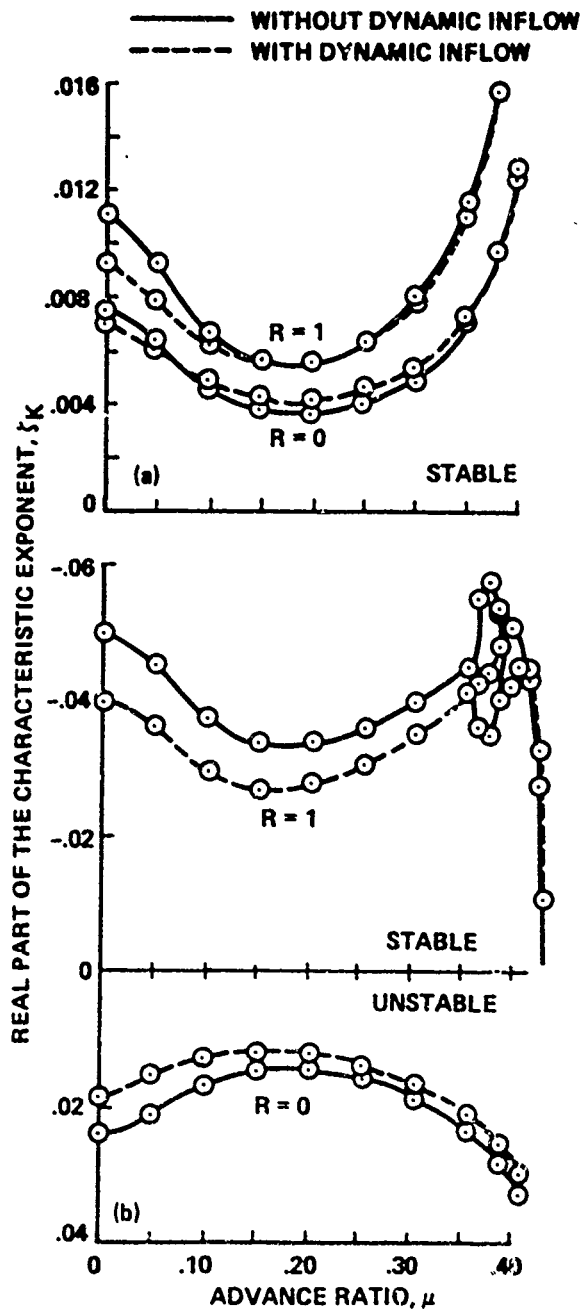 WITHOUT DYNAMIC INFLOW
WITH DYNAMIC INFLOW
REAL PART OF THE CHARACTERISTIC EXPONENT, ζK
.016
.012
.008
.004
0
R = 1
R = 0
(a)
STABLE
-.06
-.04
-.02
0
.02
.04
R = 1
STABLE
UNSTABLE
R = 0
(b)
0 .10 .20 .30 .40
ADVANCE RATIO, μ